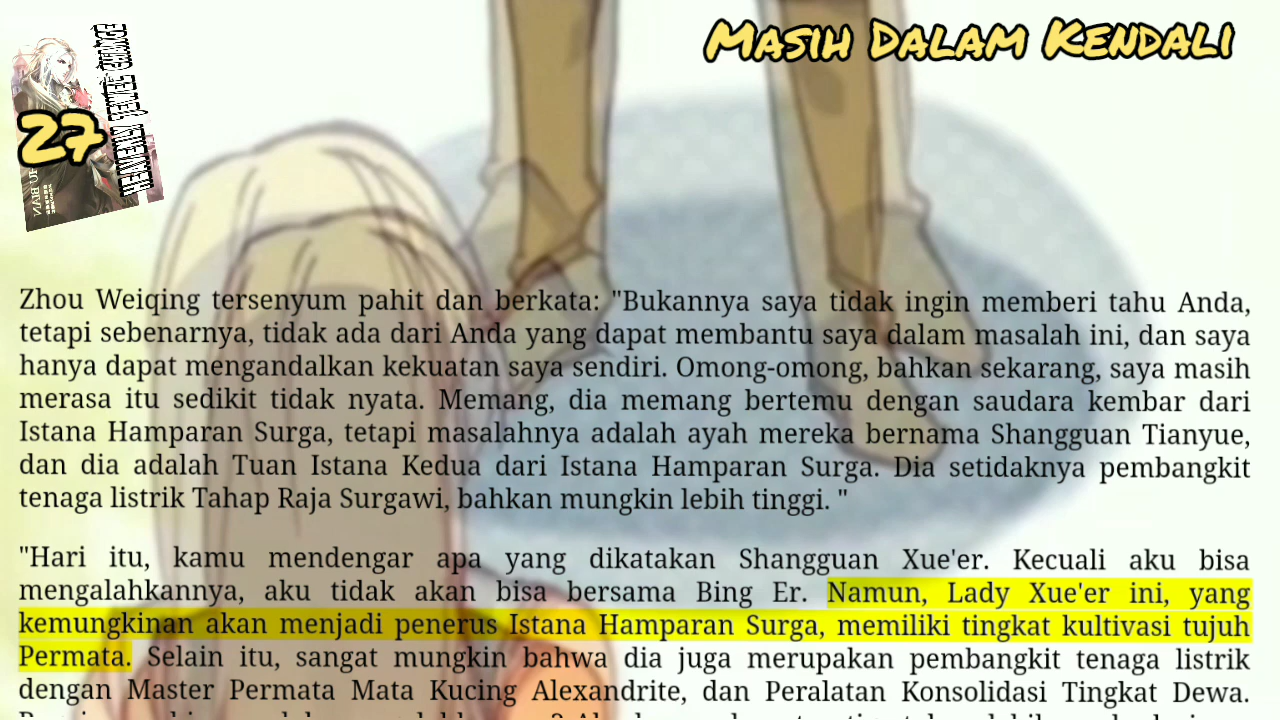 Masih Dalam Kendali
27
Zhou Weiqing tersenyum pahit dan berkata: "Bukannya saya tidak ingin memberi tahu Anda,
tetapi sebenarnya, tidak ada dari Anda yang dapat membantu saya dalam masalah ini, dan saya
hanya dapat mengandalkan kekuatan saya sendiri. Omong-omong, bahkan sekarang, saya masih
merasa itu sedikit tidak nyata. Memang, dia memang bertemu dengan saudara kembar dari
Istana Hamparan Surga, tetapi masalahnya adalah ayah mereka bernama Shangguan Tianyue,
dan dia adalah Tuan Istana Kedua dari Istana Hamparan Surga. Dia setidaknya pembangkit
tenaga listrik Tahap Raja Surgawi, bahkan mungkin lebih tinggi. "
"Hari itu, kamu mendengar apa yang dikatakan Shangguan Xue'er. Kecuali aku bisa
mengalahkannya, aku tidak akan bisa bersama Bing Er. Namun, Lady Xue'er ini, yang
kemungkinan akan menjadi penerus Istana Hamparan Surga, memiliki tingkat kultivasi tujuh
Permata. Selain itu, sangat mungkin bahwa dia juga merupakan pembangkit tenaga listrik
dengan Master Permata Mata Kucing Alexandrite, dan Peralatan Konsolidasi Tingkat Dewa.